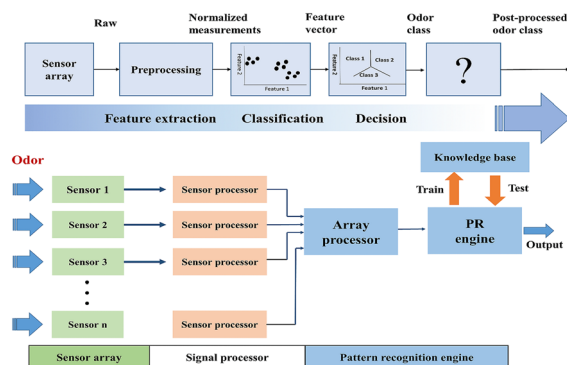 Raw
Normalized measurements
Feature vector
Odor class
Post-processed odor class
Sensor array
Preprocessing
Feature 2
Feature 1
Feature 2
Class 1
Class 2
Class 3
Feature 1
?
Feature extraction
Classification
Decision
Odor
Knowledge base
Train
Test
Sensor 1
Sensor processor
Sensor 2
Sensor processor
Array processor
PR engine
Output
Sensor 3
Sensor processor
Sensor n
Sensor processor
Sensor array
Signal processor
Pattern recognition engine